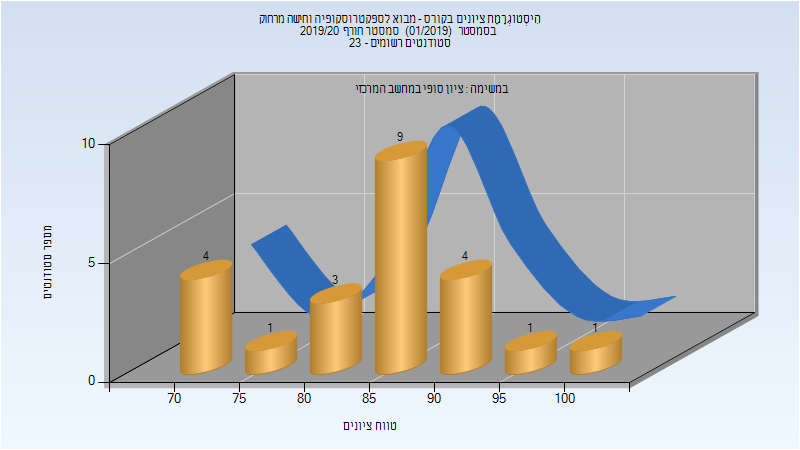 הִיסְטוֹגְרָמַת ציונים בקורס - מבוא לספקטרוסקופיה וחישה מרחוק
בסמסטר (01/2019) סמסטר חורף 2019/20
סטודנטים רשומים - 23
במשימה : ציון סופי במחשב המרכזי
מספר סטודנטים
10
5
0
4
1
3
9
4
1
1
70 75 80 85 90 95 100
טווח ציונים